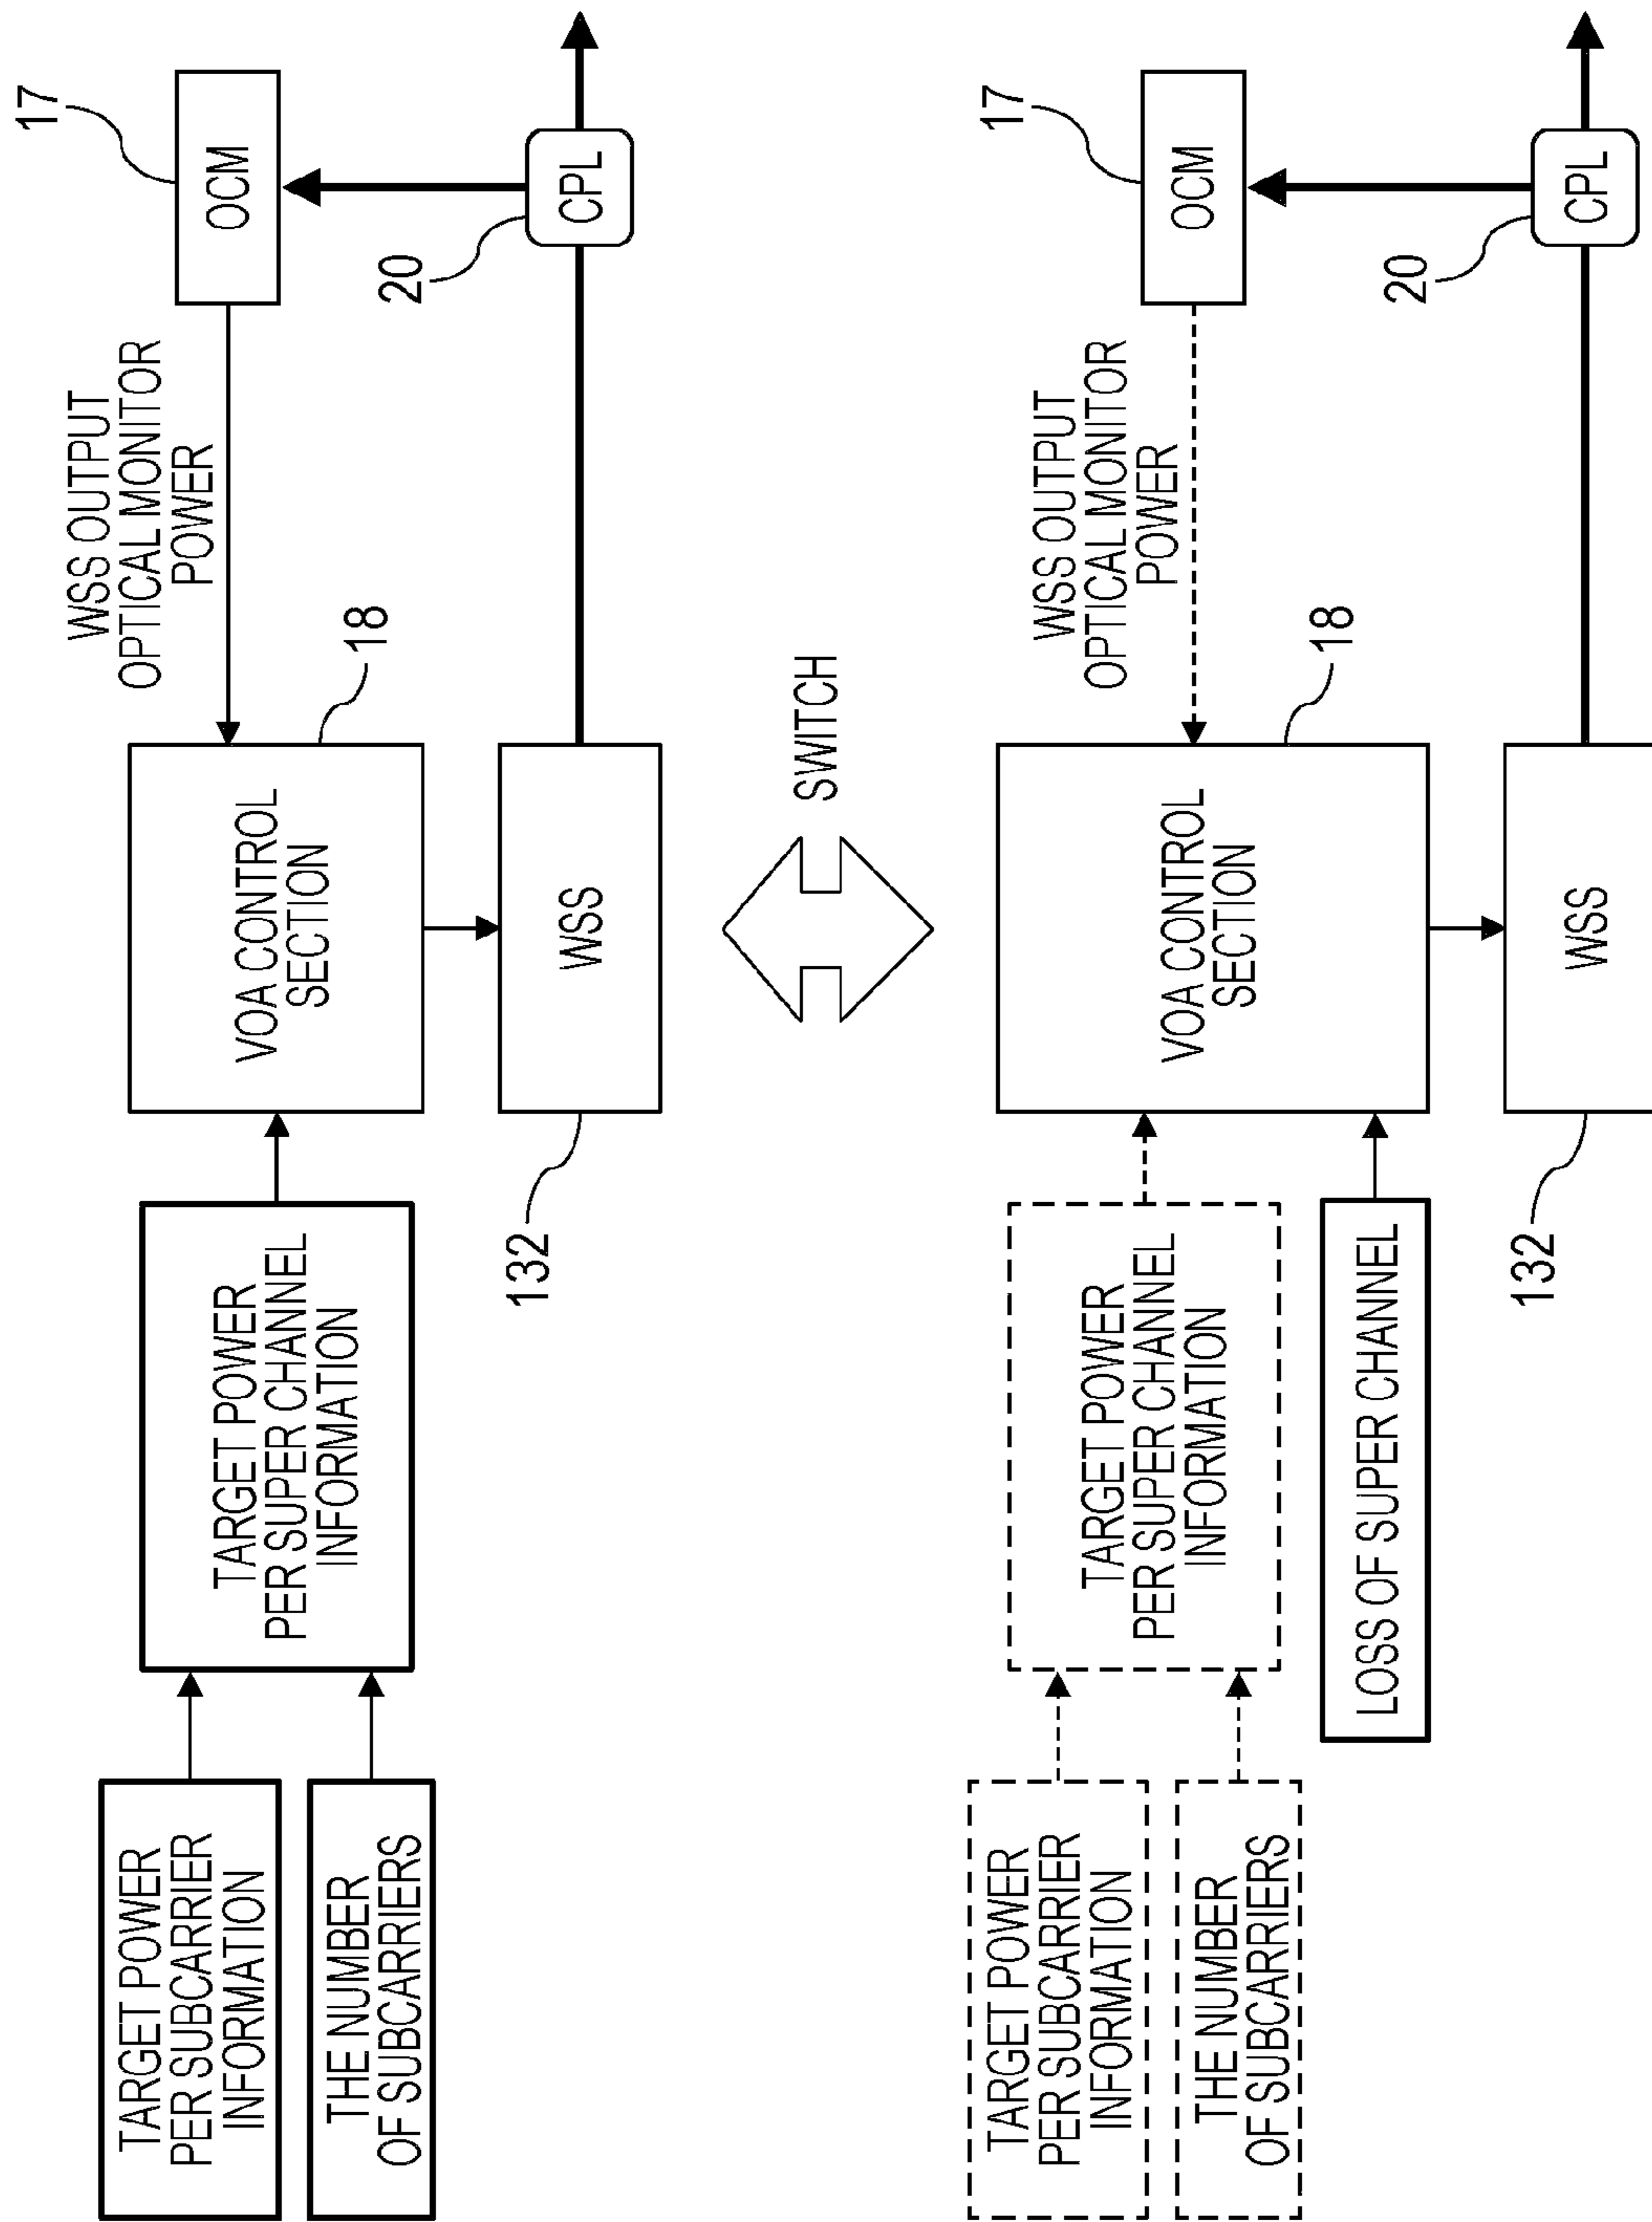 TARGET POWER
PER SUBCARRIER
INFORMATION
THE NUMBER
OF SUBCARRIERS
TARGET POWER
PER SUPER CHANNEL
INFORMATION
VOA CONTROL
SECTION
18
WSS
132
WSS OUTPUT
OPTICAL MONITOR
POWER
OCM
17
CPL
20
SWITCH
TARGET POWER
PER SUBCARRIER
INFORMATION
THE NUMBER
OF SUBCARRIERS
TARGET POWER
PER SUPER CHANNEL
INFORMATION
LOSS OF SUPER CHANNEL
VOA CONTROL
SECTION
18
WSS
132
WSS OUTPUT
OPTICAL MONITOR
POWER
OCM
17
CPL
20